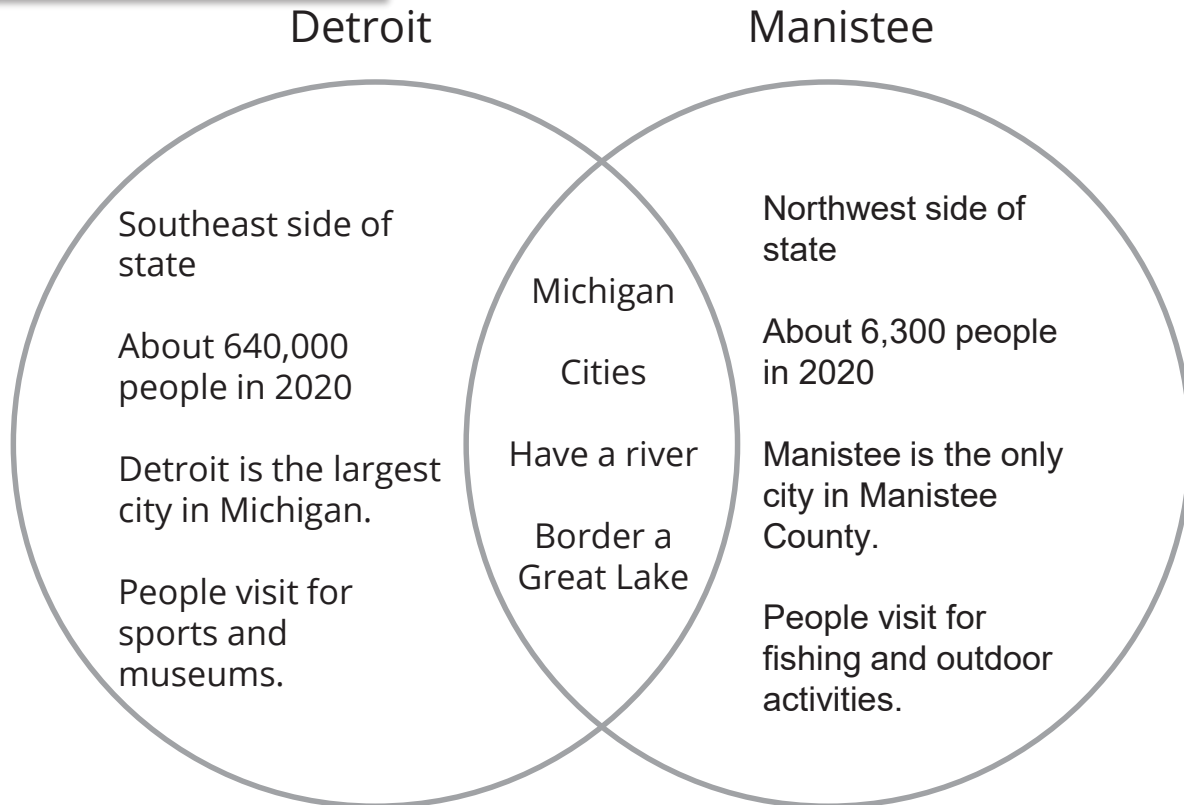 Detroit
Manistee
Southeast side of
state
About 640,000
people in 2020
Detroit is the largest
city in Michigan.
People visit for
sports and
museums.
Michigan
Cities
Have a river
Border a
Great Lake
Northwest side of
state
About 6,300 people
in 2020
Manistee is the only
city in Manistee
County.
People visit for
fishing and outdoor
activities.